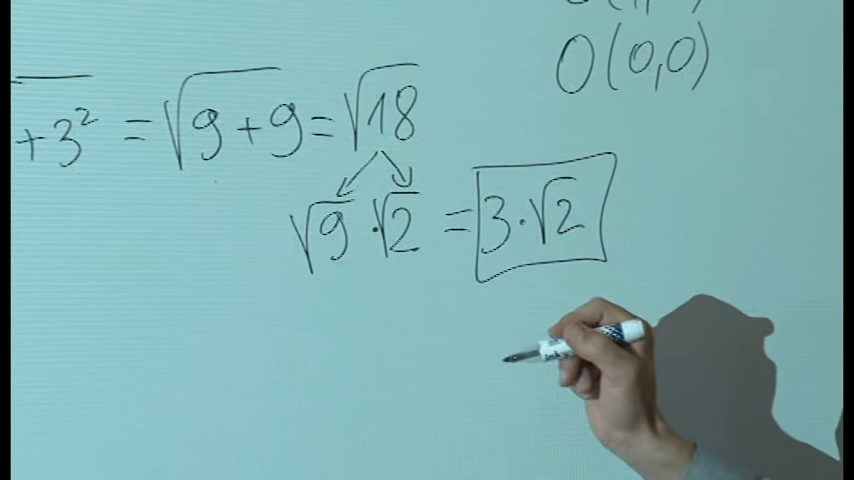 O(0,0)
+3² = √9+9 = √18
√9 · √2 = 3·√2